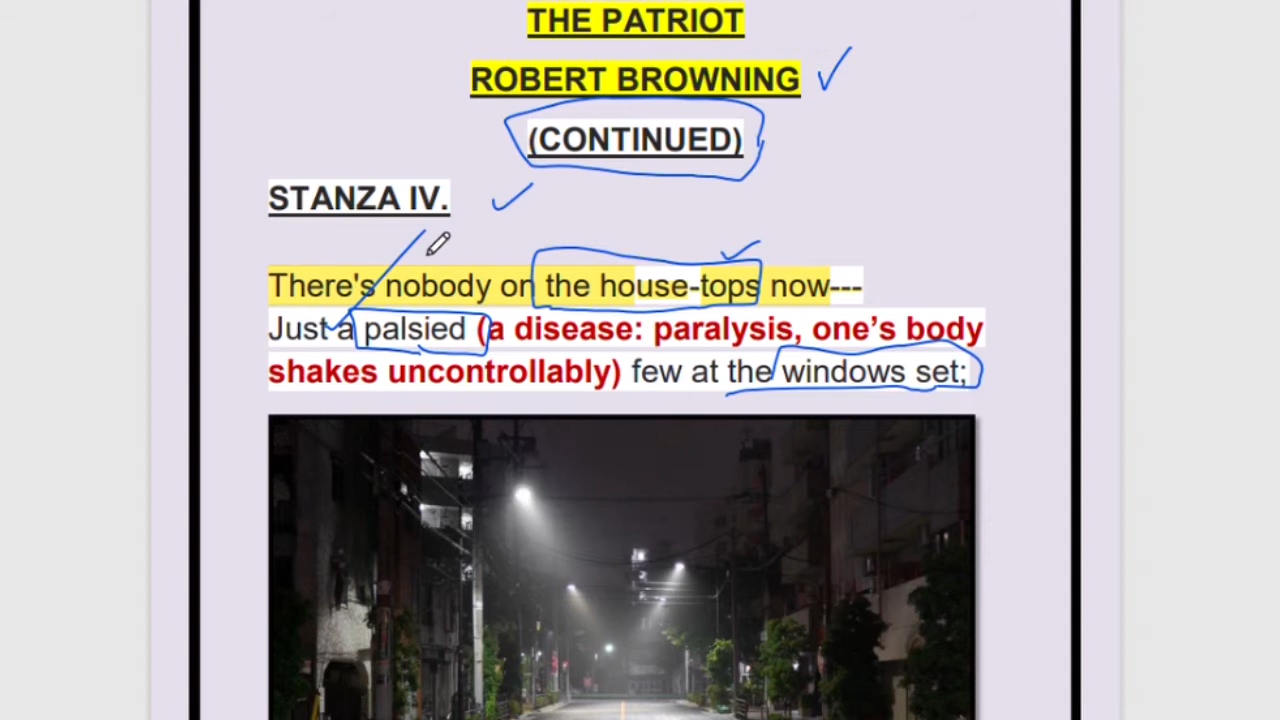 THE PATRIOT
ROBERT BROWNING
(CONTINUED)
STANZA IV.
There's nobody on the house-tops now---
Just a palsied (a disease: paralysis, one’s body
shakes uncontrollably) few at the windows set;